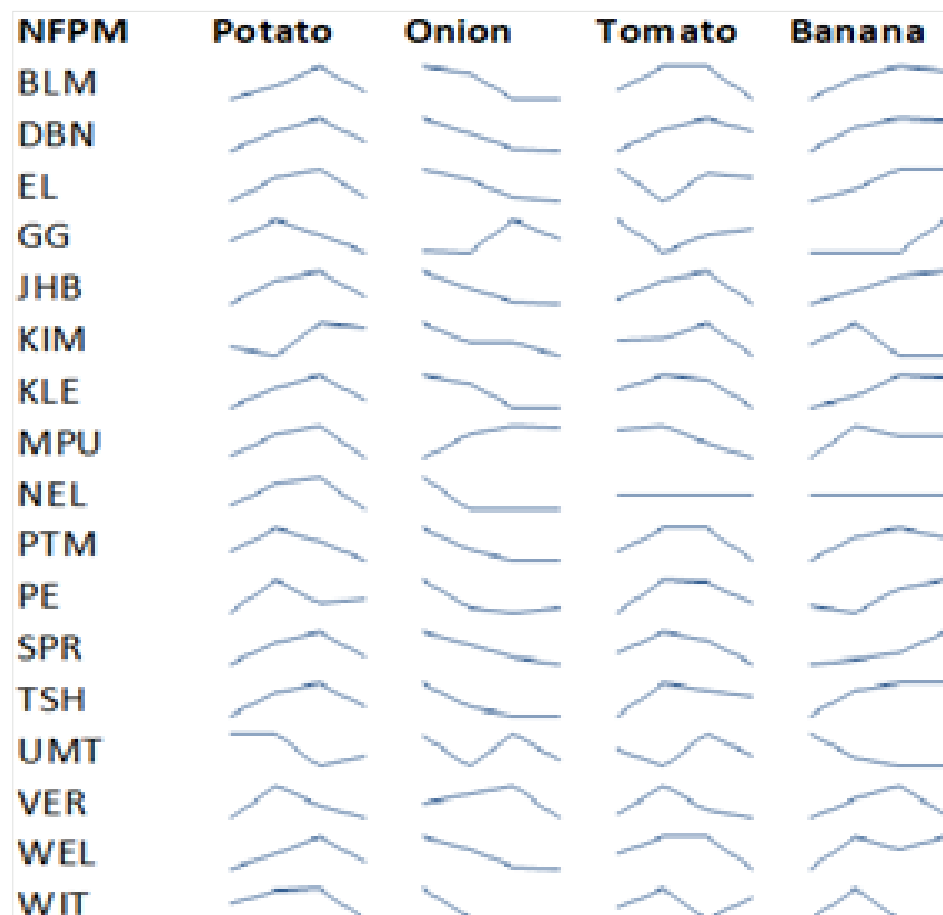 NFPM Potato Onion Tomato Banana
BLM
DBN
EL
GG
JHB
KIM
KLE
MPU
NEL
PTM
PE
SPR
TSH
UMT
VER
WEL
WIT